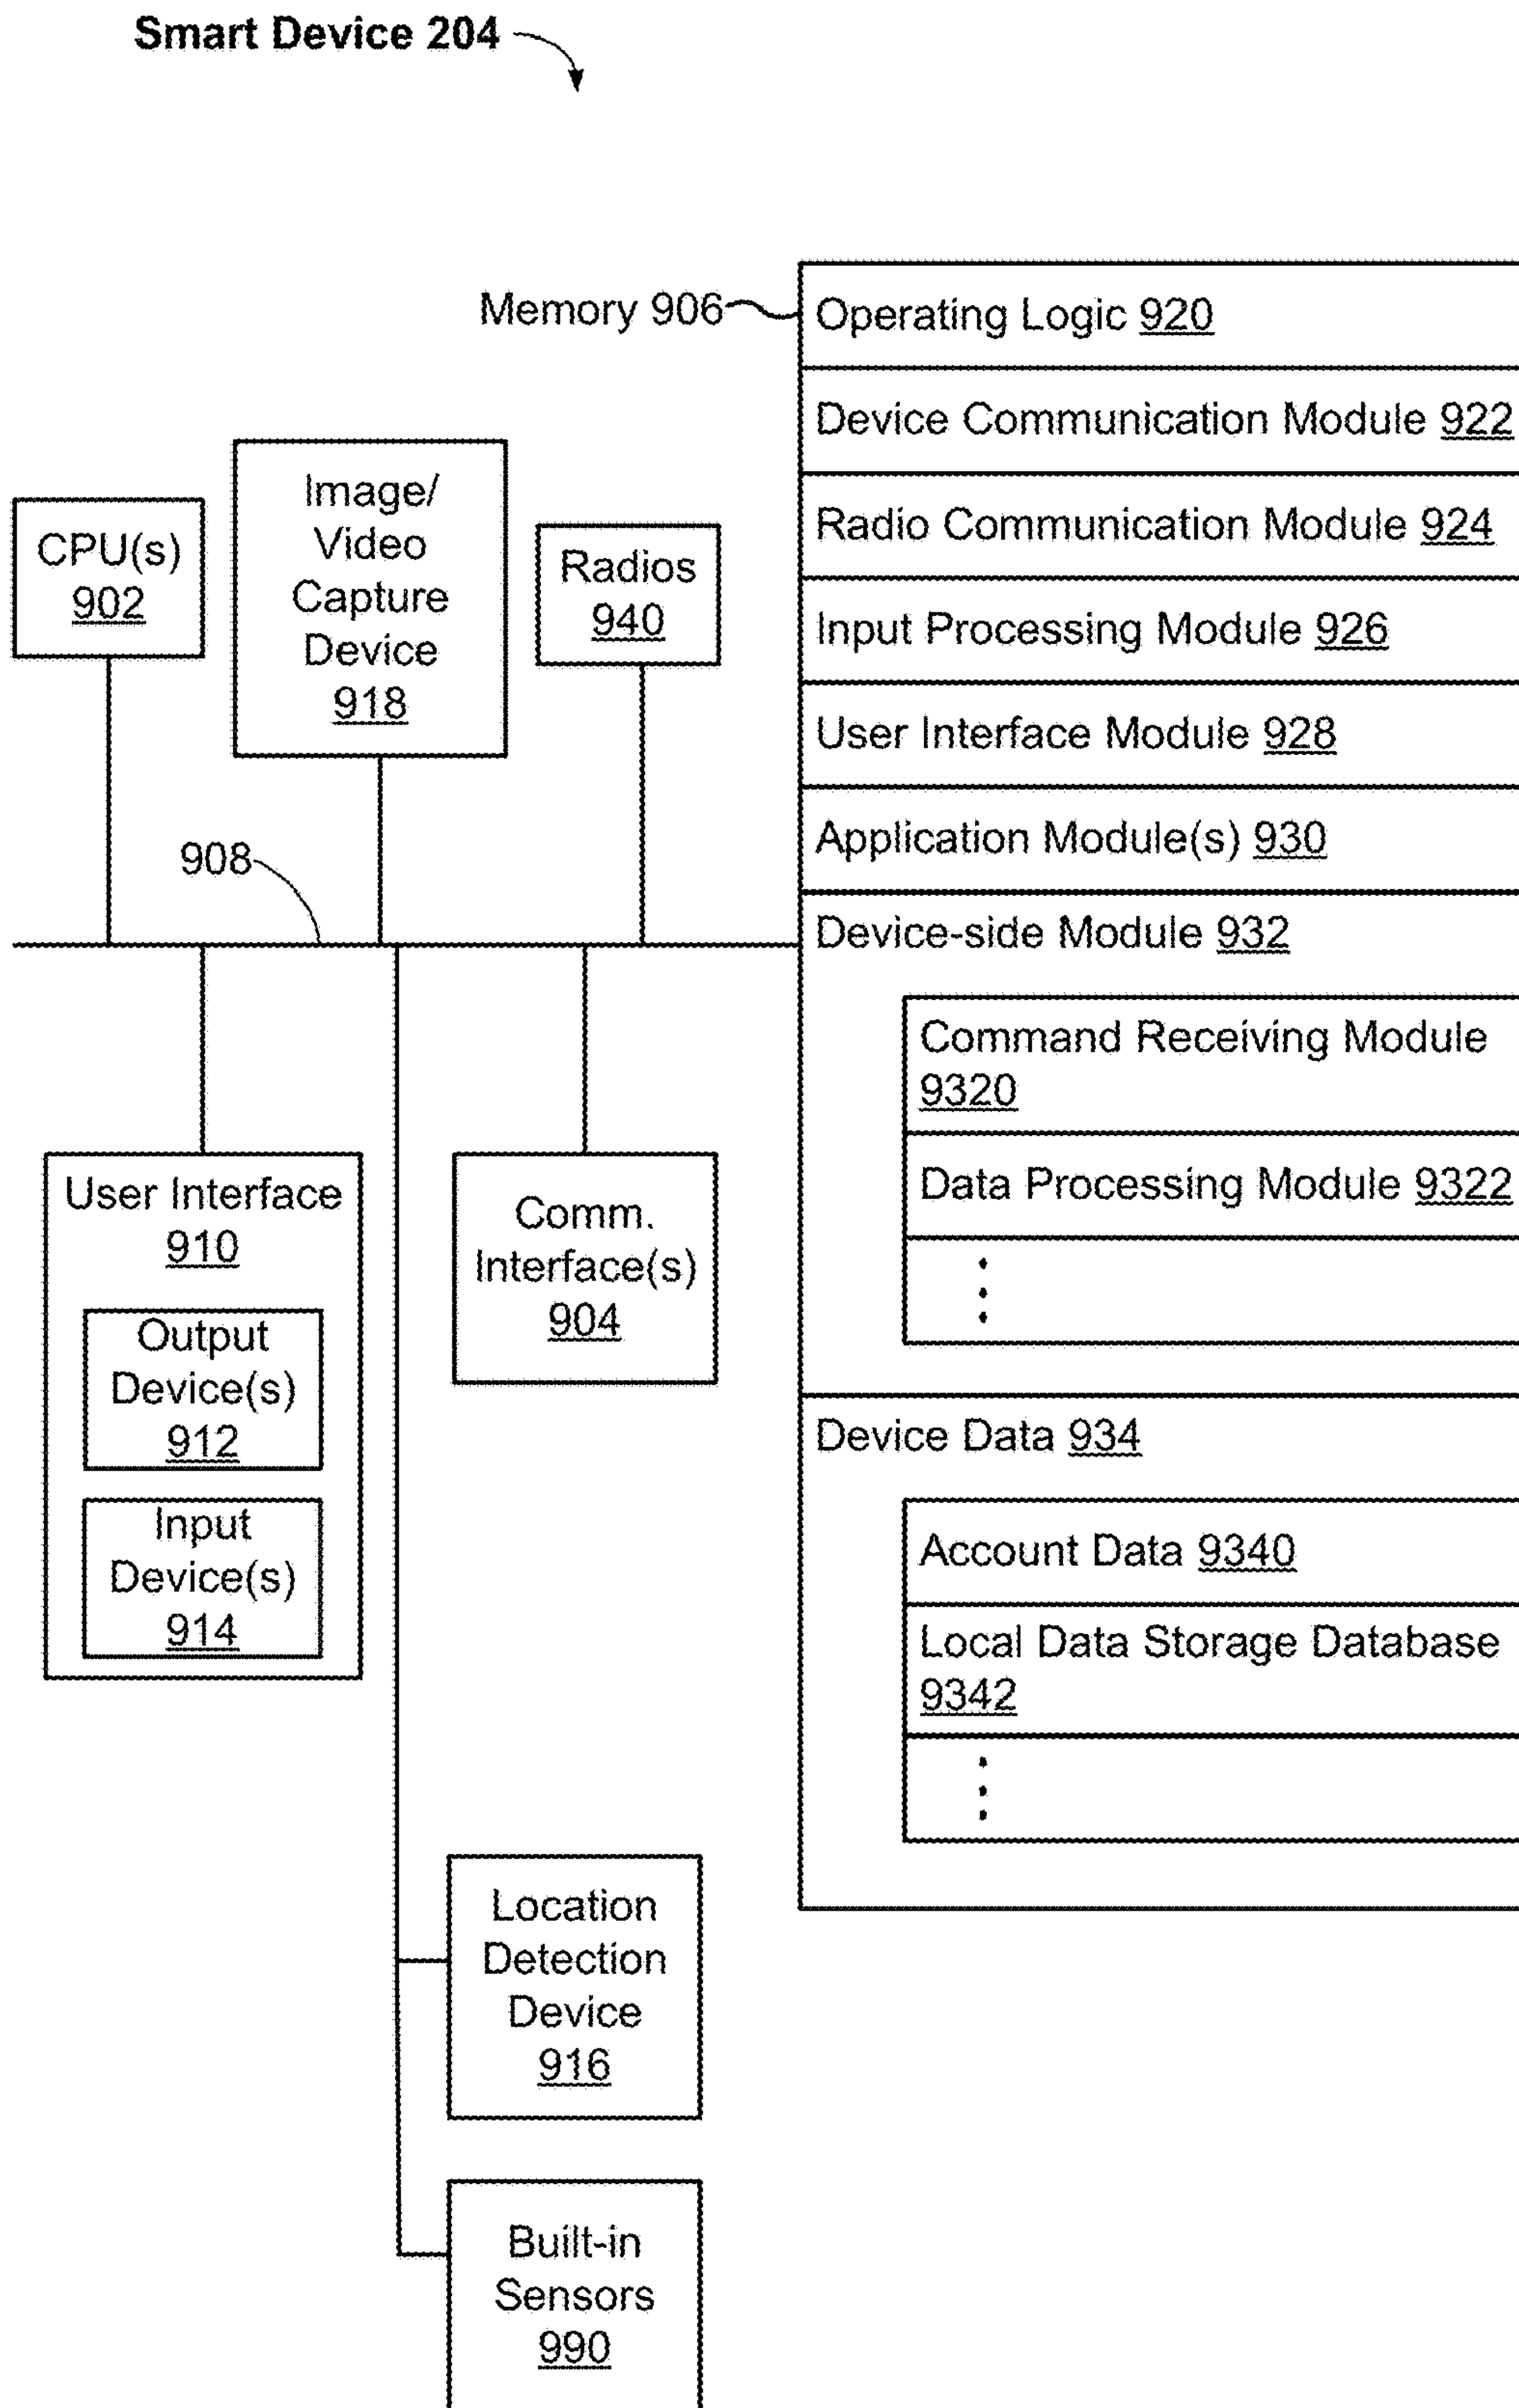 Smart Device 204
Memory 906
Operating Logic 920
Device Communication Module 922
Radio Communication Module 924
Input Processing Module 926
User Interface Module 928
Application Module(s) 930
Device-side Module 932
Command Receiving Module
9320
Data Processing Module 9322
Device Data 934
Account Data 9340
Local Data Storage Database
9342
CPU(s)
902
Image/
Video
Capture
Device
918
Radios
940
908
User Interface
910
Output
Device(s)
912
Input
Device(s)
914
Comm.
Interface(s)
904
Location
Detection
Device
916
Built-in
Sensors
990